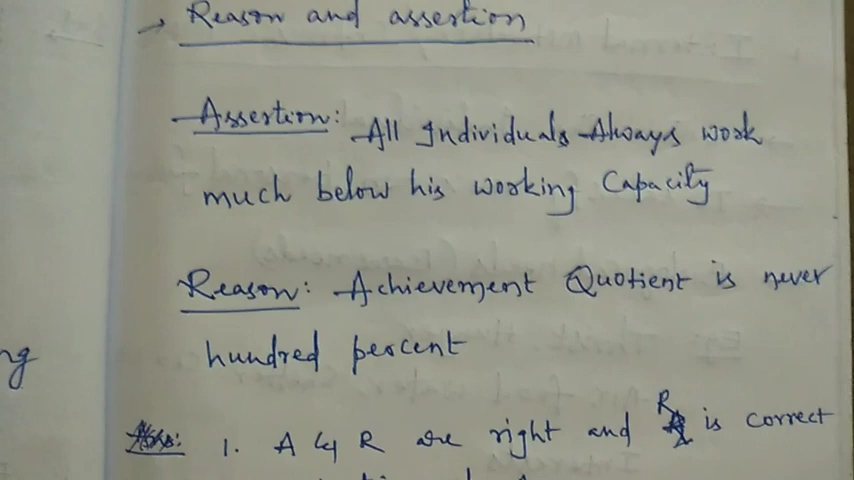 → Reason and assertion
Assertion: All Individuals Always work
much below his working Capacity
Reason: Achievement Quotient is never
hundred percent
ng
1. A & R are right and R is correct